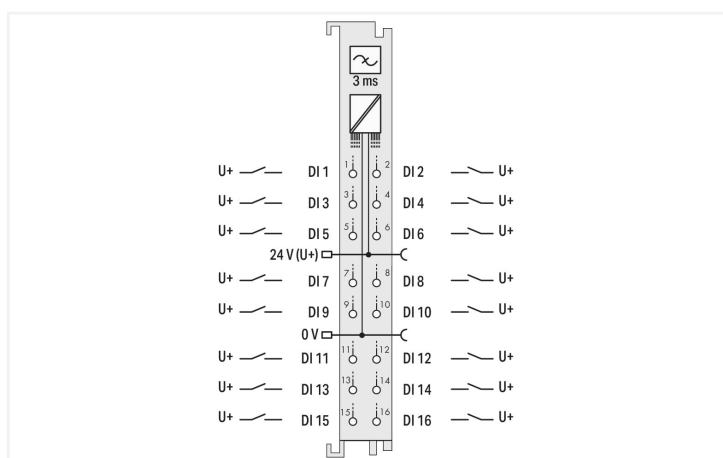 3 ms
U+ DI 1 1 2 DI 2 U+
U+ DI 3 3 4 DI 4 U+
U+ DI 5 5 6 DI 6 U+
24 V (U+)
U+ DI 7 7 8 DI 8 U+
U+ DI 9 9 10 DI 10 U+
0 V
U+ DI 11 11 12 DI 12 U+
U+ DI 13 13 14 DI 14 U+
U+ DI 15 15 16 DI 16 U+